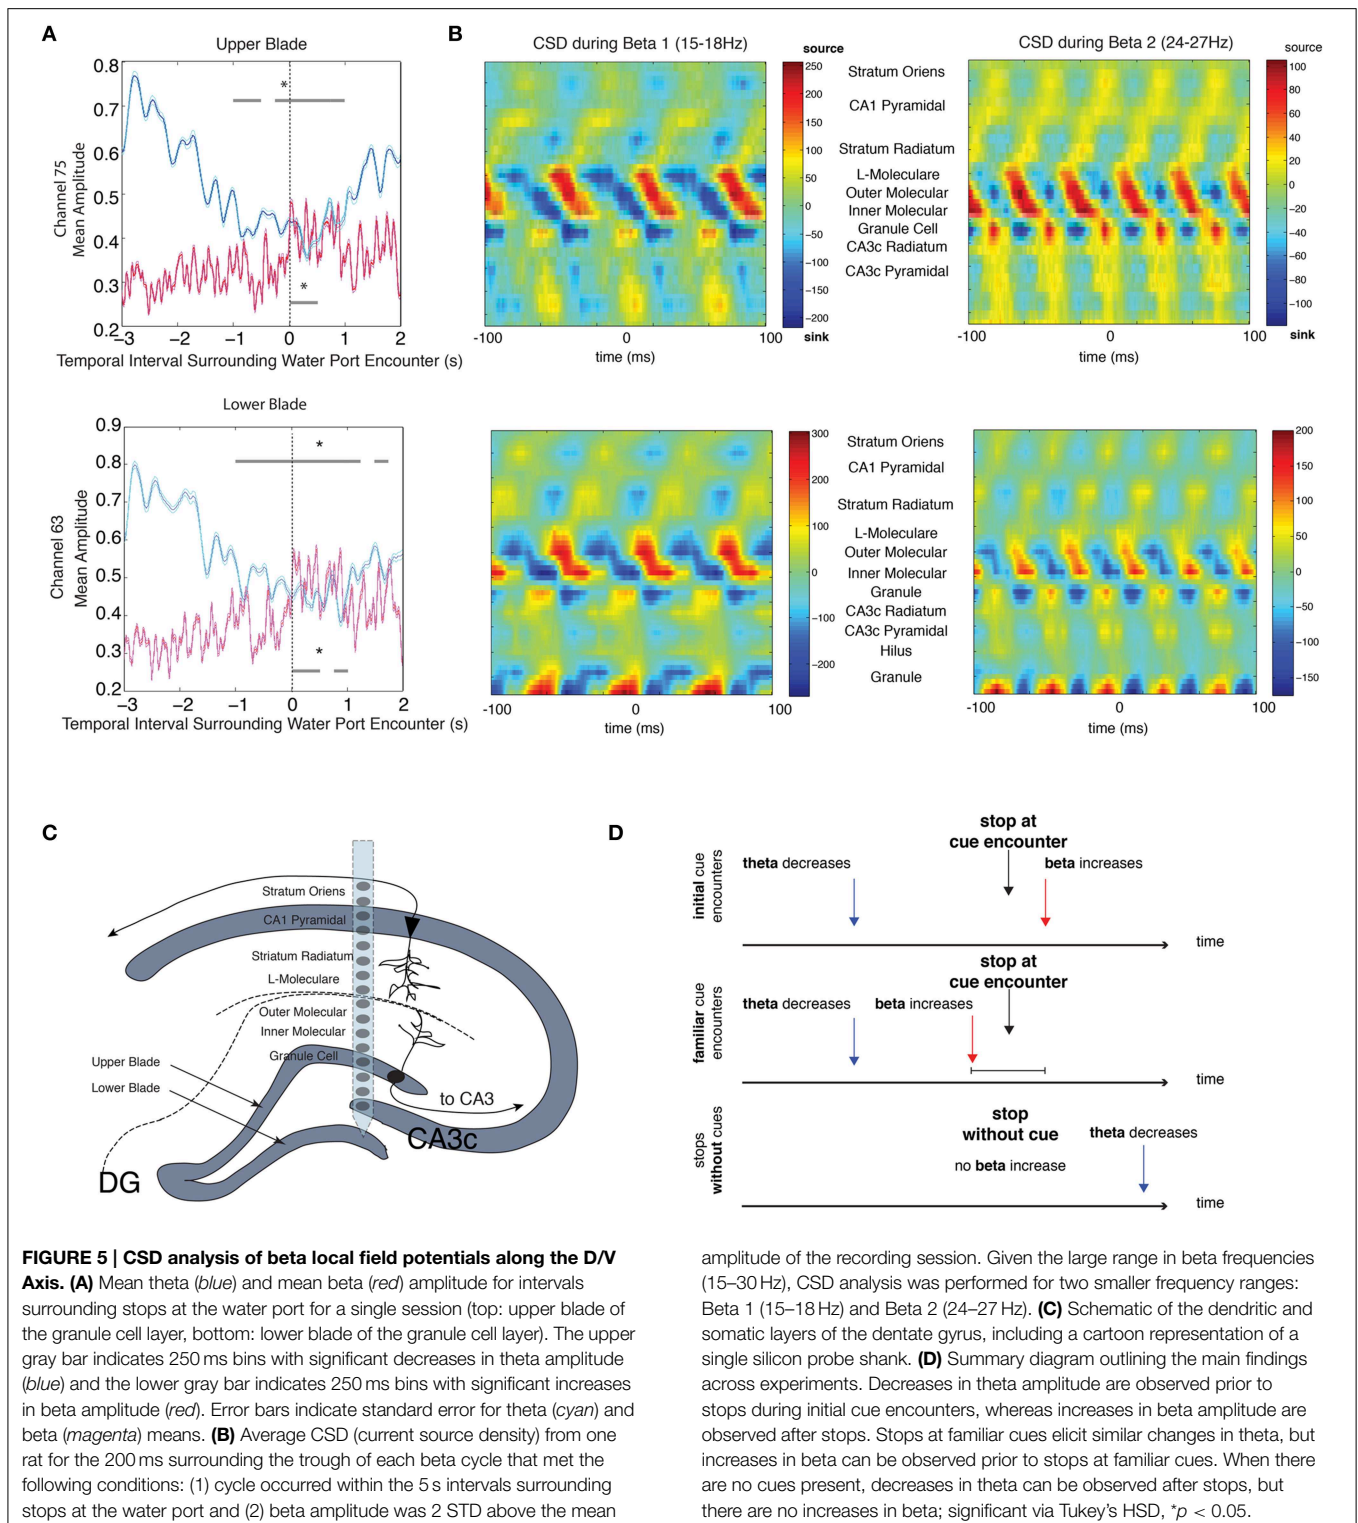 A
Upper Blade
0.8
0.7
0.6
0.5
0.4
0.3
0.2
Channel 75
Mean Amplitude
*
*
−3 −2 −1 0 1 2
Temporal Interval Surrounding Water Port Encounter (s)
Lower Blade
0.9
0.8
0.7
0.6
0.5
0.4
0.3
0.2
Channel 63
Mean Amplitude
*
*
−3 −2 −1 0 1 2
Temporal Interval Surrounding Water Port Encounter (s)
B
CSD during Beta 1 (15-18Hz)
source
250
200
150
100
50
0
−50
−100
−150
−200
sink
-100 0 100
time (ms)
Stratum Oriens
CA1 Pyramidal
Stratum Radiatum
L-Moleculare
Outer Molecular
Inner Molecular
Granule Cell
CA3c Radiatum
CA3c Pyramidal
CSD during Beta 2 (24-27Hz)
source
100
80
60
40
20
0
−20
−40
−60
−80
−100
sink
-100 0 100
time (ms)
300
200
100
0
−100
−200
-100 0 100
time (ms)
Stratum Oriens
CA1 Pyramidal
Stratum Radiatum
L-Moleculare
Outer Molecular
Inner Molecular
Granule
CA3c Radiatum
CA3c Pyramidal
Hilus
Granule
200
150
100
50
0
−50
−100
−150
-100 0 100
time (ms)
C
Stratum Oriens
CA1 Pyramidal
Striatum Radiatum
L-Moleculare
Outer Molecular
Inner Molecular
Granule Cell
Upper Blade
Lower Blade
to CA3
CA3c
DG
D
initial cue
encounters
theta decreases
stop at
cue encounter
beta increases
time
familiar cue
encounters
theta decreases
beta increases
stop at
cue encounter
time
stops
without cues
stop
without cue
no beta increase
theta decreases
time
FIGURE 5 | CSD analysis of beta local field potentials along the D/V
Axis. (A) Mean theta (blue) and mean beta (red) amplitude for intervals
surrounding stops at the water port for a single session (top: upper blade of
the granule cell layer, bottom: lower blade of the granule cell layer). The upper
gray bar indicates 250 ms bins with significant decreases in theta amplitude
(blue) and the lower gray bar indicates 250 ms bins with significant increases
in beta amplitude (red). Error bars indicate standard error for theta (cyan) and
beta (magenta) means. (B) Average CSD (current source density) from one
rat for the 200 ms surrounding the trough of each beta cycle that met the
following conditions: (1) cycle occurred within the 5 s intervals surrounding
stops at the water port and (2) beta amplitude was 2 STD above the mean
amplitude of the recording session. Given the large range in beta frequencies
(15–30 Hz), CSD analysis was performed for two smaller frequency ranges:
Beta 1 (15–18 Hz) and Beta 2 (24–27 Hz). (C) Schematic of the dendritic and
somatic layers of the dentate gyrus, including a cartoon representation of a
single silicon probe shank. (D) Summary diagram outlining the main findings
across experiments. Decreases in theta amplitude are observed prior to
stops during initial cue encounters, whereas increases in beta amplitude are
observed after stops. Stops at familiar cues elicit similar changes in theta, but
increases in beta can be observed prior to stops at familiar cues. When there
are no cues present, decreases in theta can be observed after stops, but
there are no increases in beta; significant via Tukey's HSD, *p < 0.05.